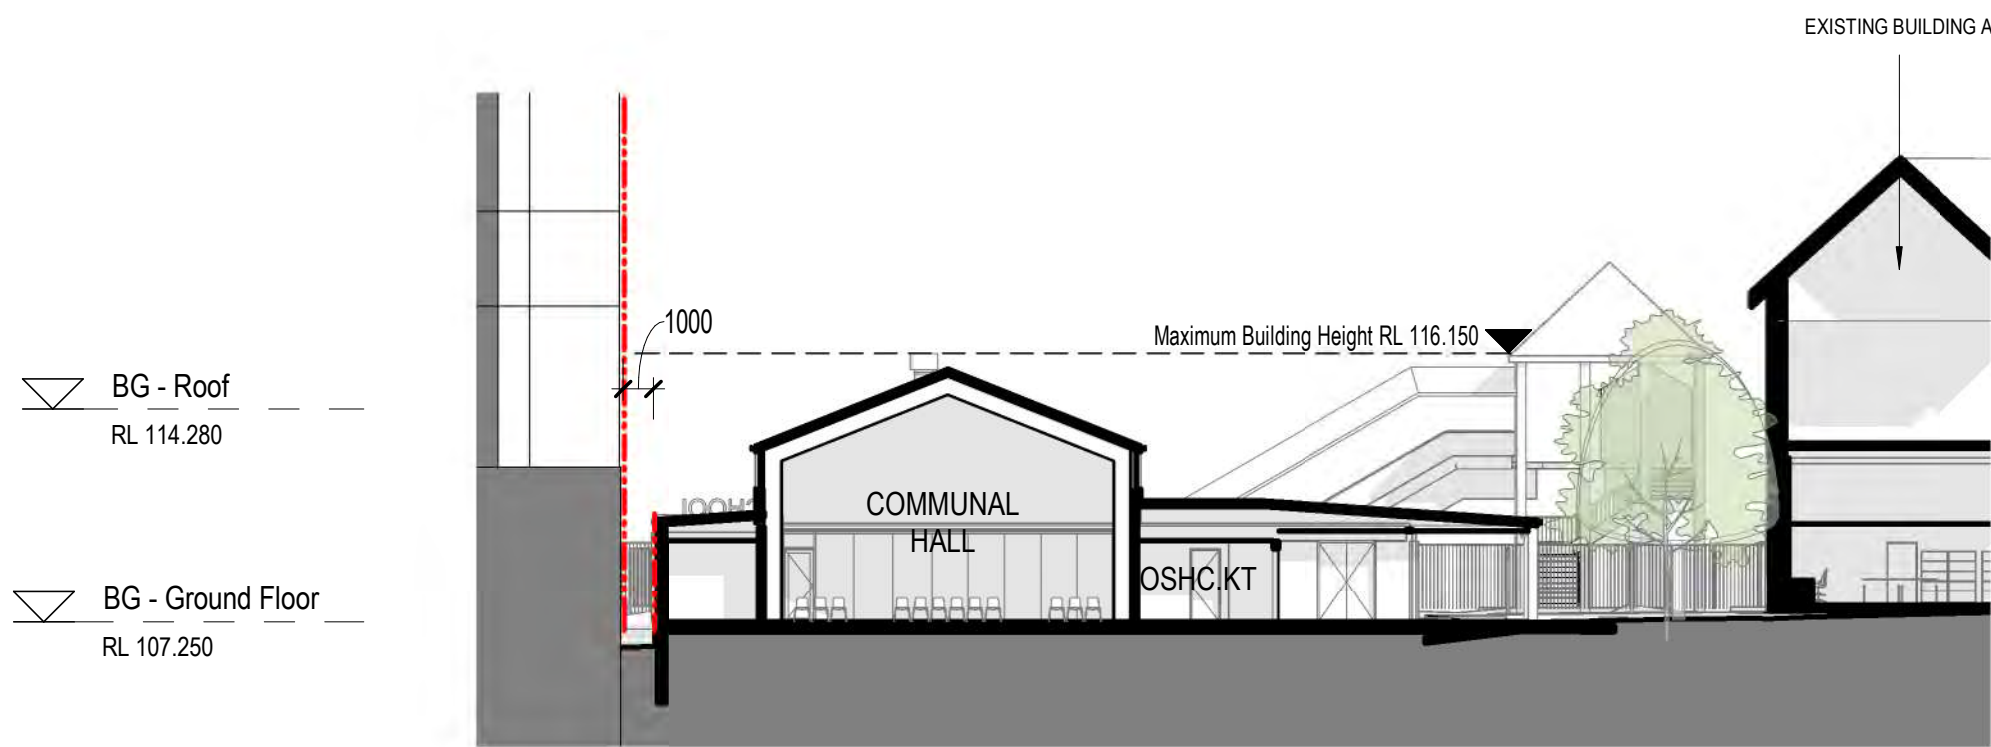 EXISTING BUILDING A
1000
Maximum Building Height RL 116.150
BG - Roof
RL 114.280
COMMUNAL
HALL
OSHC.KT
BG - Ground Floor
RL 107.250